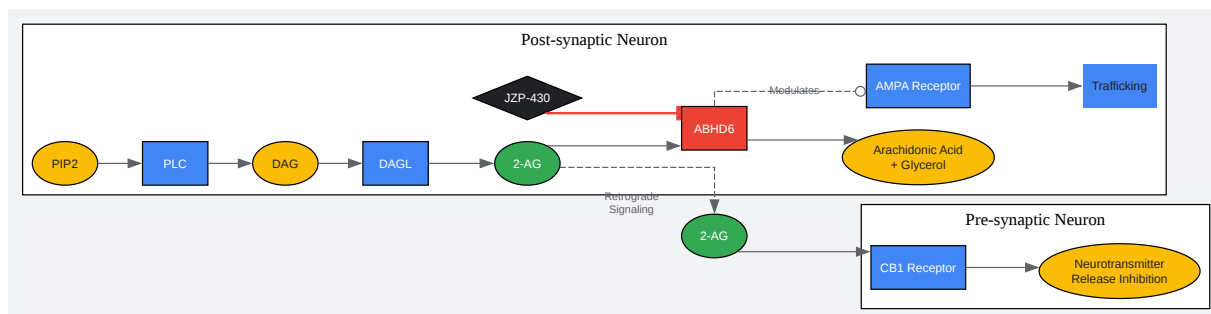 Post-synaptic Neuron
JZP-430
Modulates
AMPA Receptor
Trafficking
ABHD6
PIP2
PLC
DAG
DAGL
2-AG
Arachidonic Acid
+ Glycerol
Retrograde
Signaling
2-AG
Pre-synaptic Neuron
CB1 Receptor
Neurotransmitter
Release Inhibition